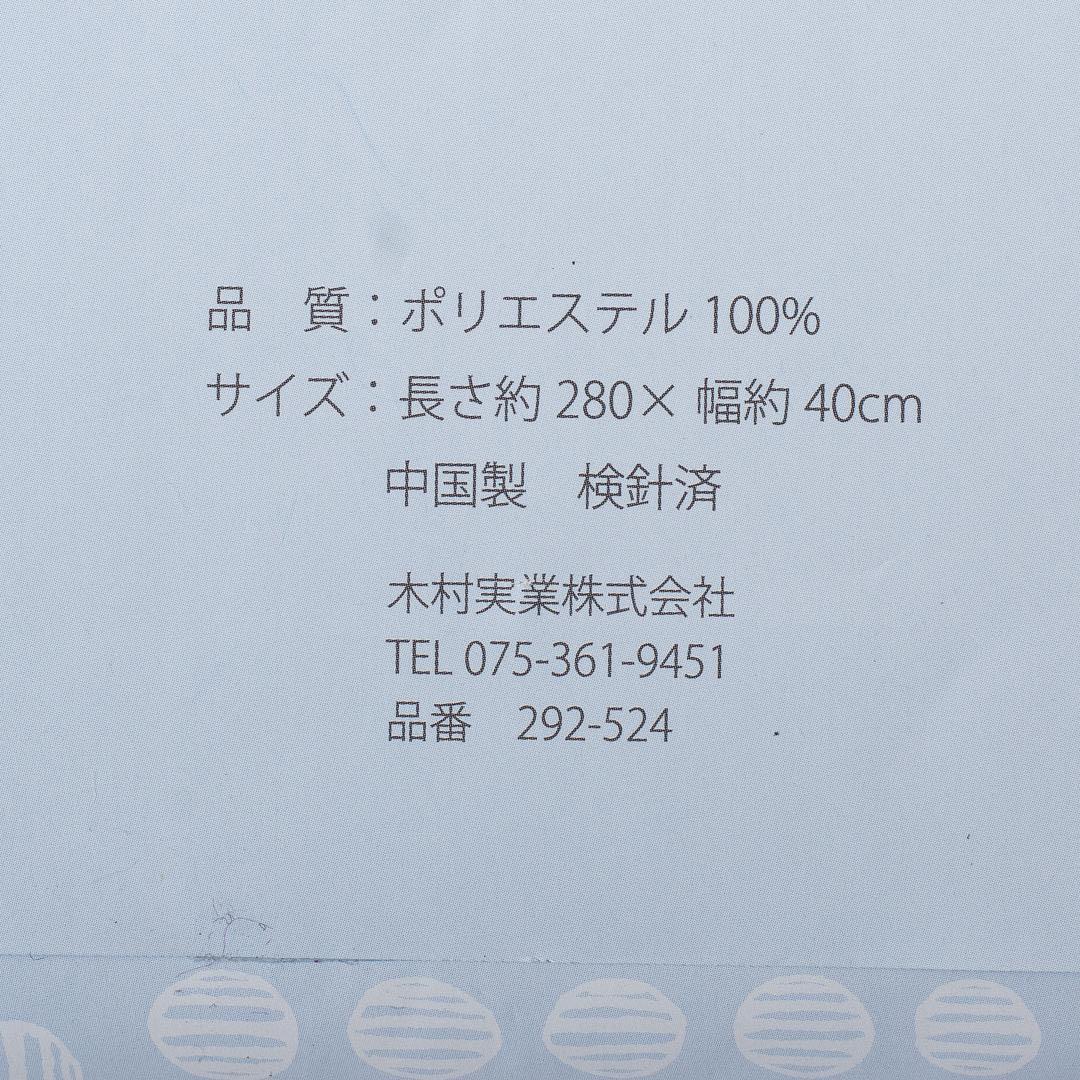 品　質：ポリエステル 100%
サイズ：長さ約 280× 幅約 40cm
中国製　検針済
木村実業株式会社
TEL 075-361-9451
品番　292-524